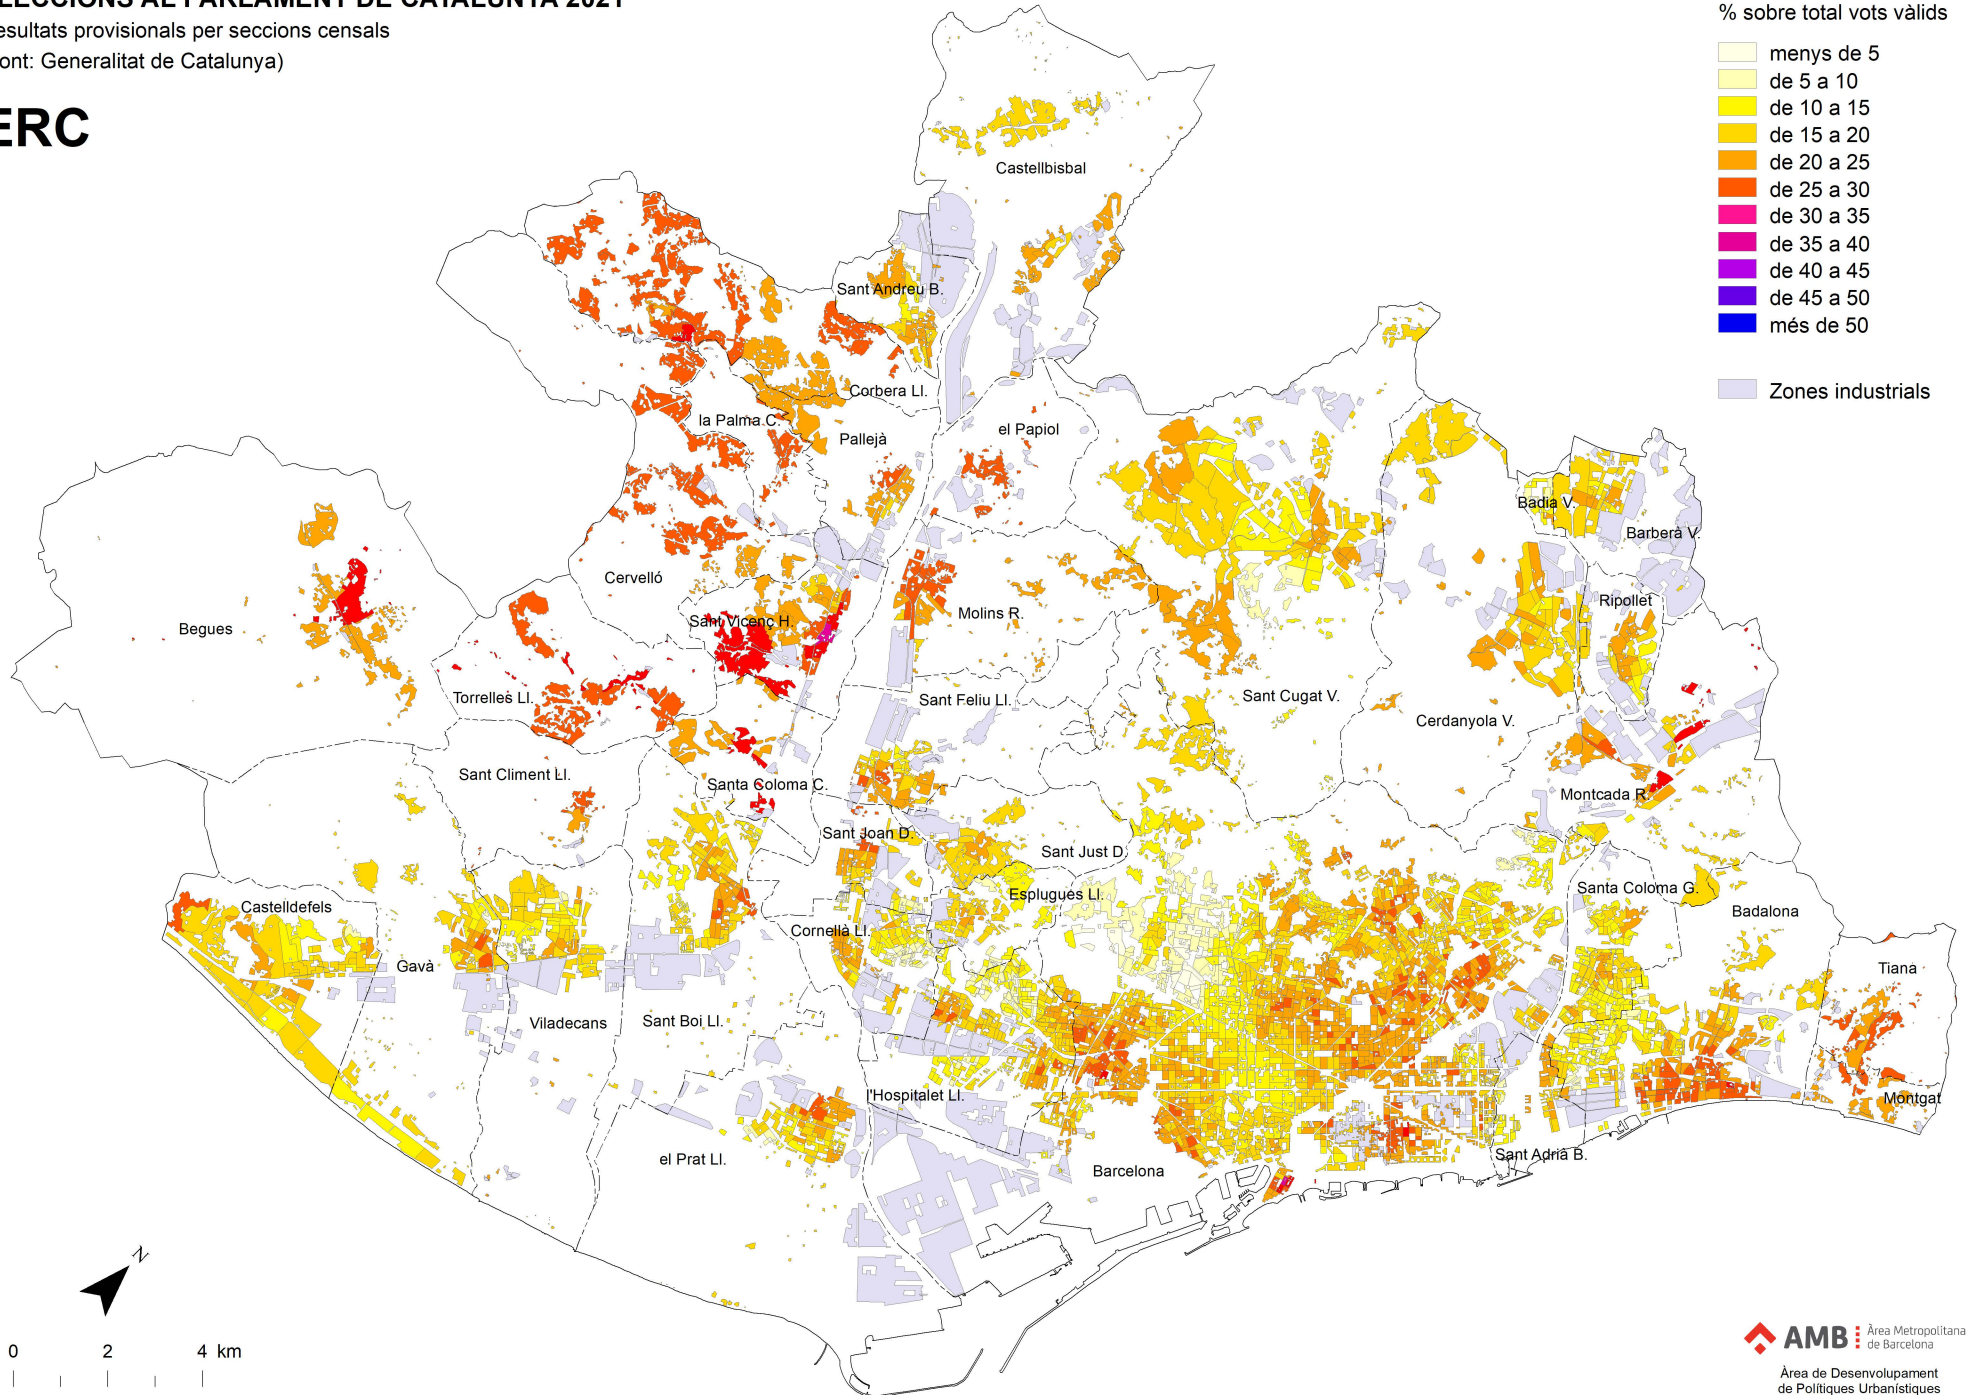 LECCIONS AL PARLAMENT DE CATALUNYA 2021
esultats provisionals per seccions censals
ont: Generalitat de Catalunya)
ERC
% sobre total vots vàlids
menys de 5
de 5 a 10
de 10 a 15
de 15 a 20
de 20 a 25
de 25 a 30
de 30 a 35
de 35 a 40
de 40 a 45
de 45 a 50
més de 50
Zones industrials
Castellbisbal
Sant Andreu B.
Corbera Ll.
la Palma C.
Pallejà
el Papiol
Badia V.
Barberà V.
Cervelló
Ripollet
Molins R.
Sant Vicenç H.
Begues
Torrelles Ll.
Sant Feliu Ll.
Sant Cugat V.
Cerdanyola V.
Sant Climent Ll.
Santa Coloma C.
Montcada R.
Sant Joan D.
Sant Just D.
Esplugues Ll.
Santa Coloma G.
Castelldefels
Badalona
Cornellà Ll.
Gavà
Tiana
Viladecans
Sant Boi Ll.
l'Hospitalet Ll.
Montgat
el Prat Ll.
Barcelona
Sant Adrià B.
N
0 2 4 km
AMB Àrea Metropolitana
de Barcelona
Àrea de Desenvolupament
de Polítiques Urbanístiques